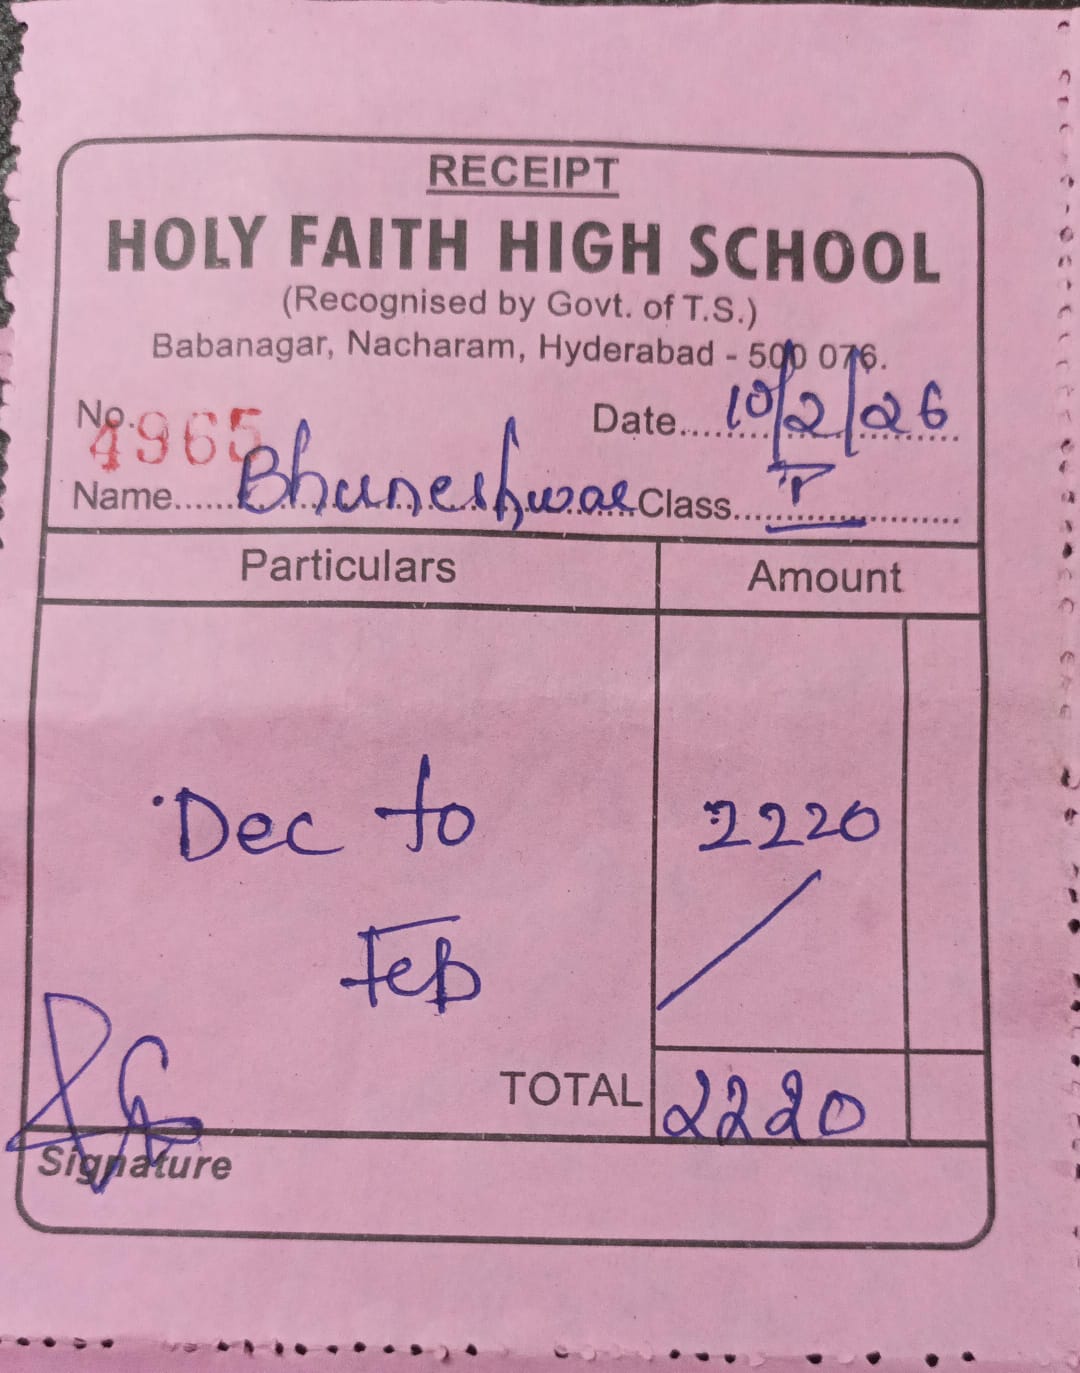 RECEIPT
HOLY FAITH HIGH SCHOOL
(Recognised by Govt. of T.S.)
Babanagar, Nacharam, Hyderabad - 500 076.
No. 4965 Date.....10/2/26
Name......Bhuneshwar Class.....I
Particulars Amount
Dec to 2220
Feb
TOTAL 2220
Signature